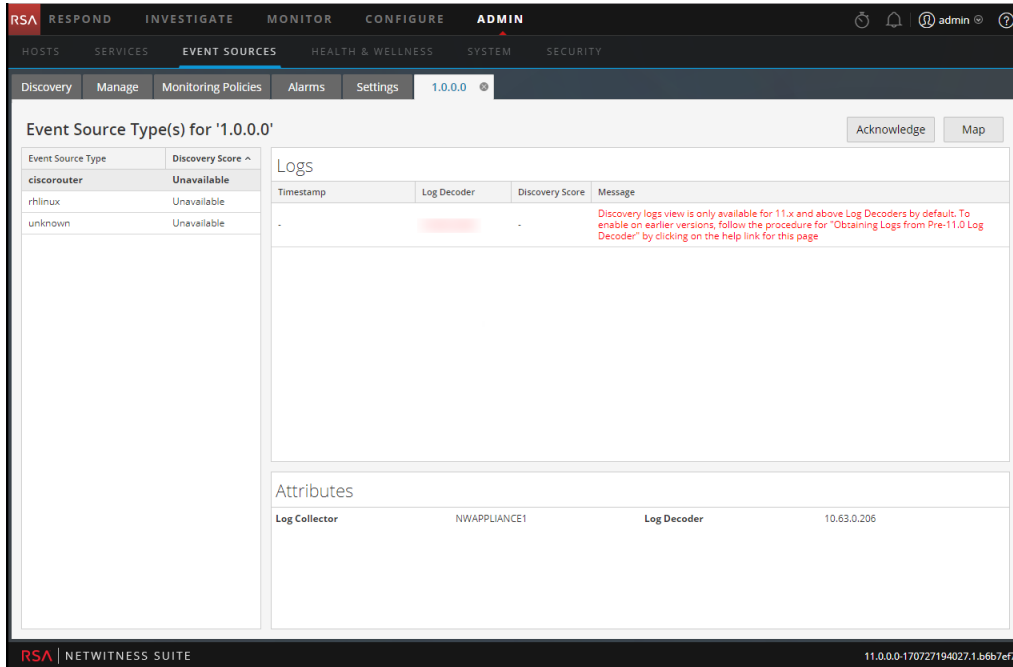 RSA RESPOND INVESTIGATE MONITOR CONFIGURE ADMIN admin
HOSTS SERVICES EVENT SOURCES HEALTH & WELLNESS SYSTEM SECURITY
Discovery Manage Monitoring Policies Alarms Settings 1.0.0.0
Event Source Type(s) for '1.0.0.0'
Acknowledge Map
Event Source Type Discovery Score
ciscorouter Unavailable
rhlinux Unavailable
unknown Unavailable
Logs
Timestamp Log Decoder Discovery Score Message
- - Discovery logs view is only available for 11.x and above Log Decoders by default. To
enable on earlier versions, follow the procedure for "Obtaining Logs from Pre-11.0 Log
Decoder" by clicking on the help link for this page
Attributes
Log Collector NWAPPLIANCE1 Log Decoder 10.63.0.206
RSA NETWITNESS SUITE 11.0.0.0-170727194027.1.b6b7ef